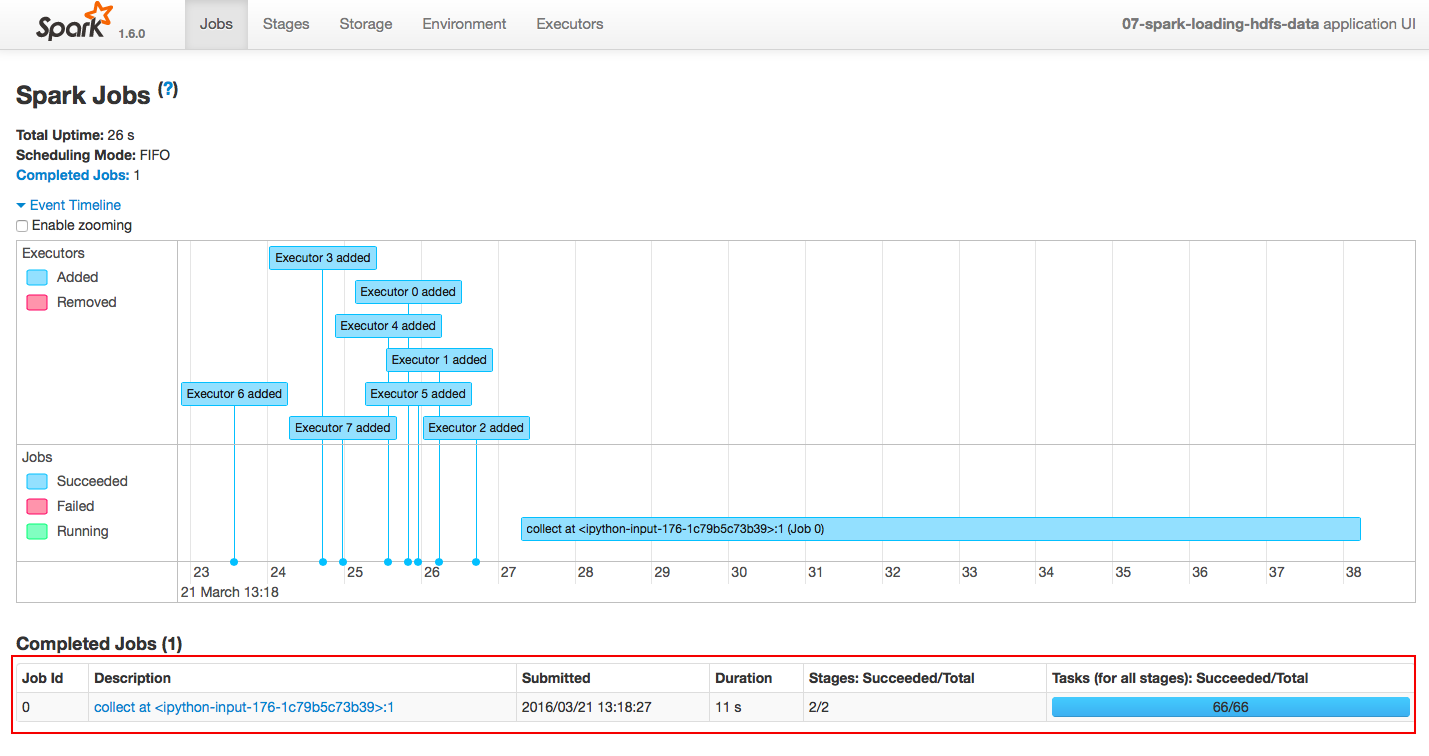 Spark 1.6.0 Jobs Stages Storage Environment Executors 07-spark-loading-hdfs-data application UI
Spark Jobs (?)
Total Uptime: 26 s
Scheduling Mode: FIFO
Completed Jobs: 1
Event Timeline
Enable zooming
Executors
Added
Removed
Executor 3 added
Executor 0 added
Executor 4 added
Executor 1 added
Executor 6 added
Executor 5 added
Executor 7 added
Executor 2 added
Jobs
Succeeded
Failed
Running
collect at <ipython-input-176-1c79b5c73b39>:1 (Job 0)
23 24 25 26 27 28 29 30 31 32 33 34 35 36 37 38
21 March 13:18
Completed Jobs (1)
Job Id Description Submitted Duration Stages: Succeeded/Total Tasks (for all stages): Succeeded/Total
0 collect at <ipython-input-176-1c79b5c73b39>:1 2016/03/21 13:18:27 11 s 2/2 66/66